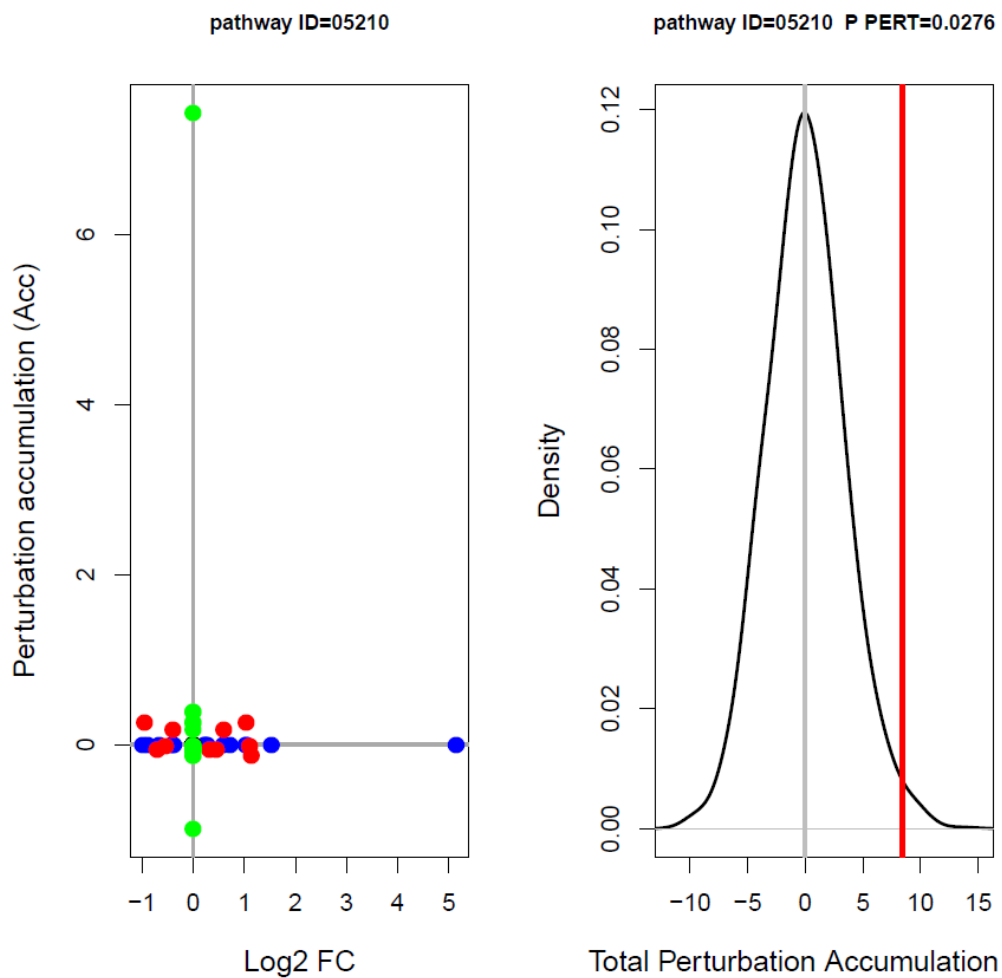 pathway ID=05210
Perturbation accumulation (Acc)
6
4
2
0
−1 0 1 2 3 4 5
Log2 FC
pathway ID=05210 P PERT=0.0276
Density
0.12
0.10
0.08
0.06
0.04
0.02
0.00
−10 −5 0 5 10 15
Total Perturbation Accumulation